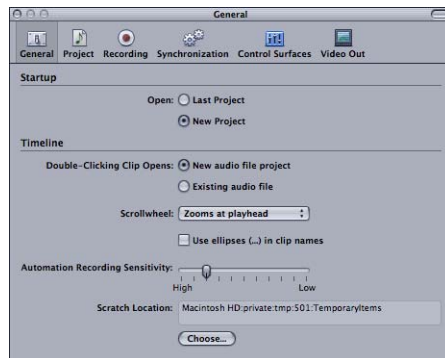 General
General Project Recording Synchronization Control Surfaces Video Out
Startup
Open: Last Project
New Project
Timeline
Double-Clicking Clip Opens: New audio file project
Existing audio file
Scrollwheel: Zooms at playhead
Use ellipses (...) in clip names
Automation Recording Sensitivity:
High Low
Scratch Location: Macintosh HD:private:tmp:501:TemporaryItems
Choose...